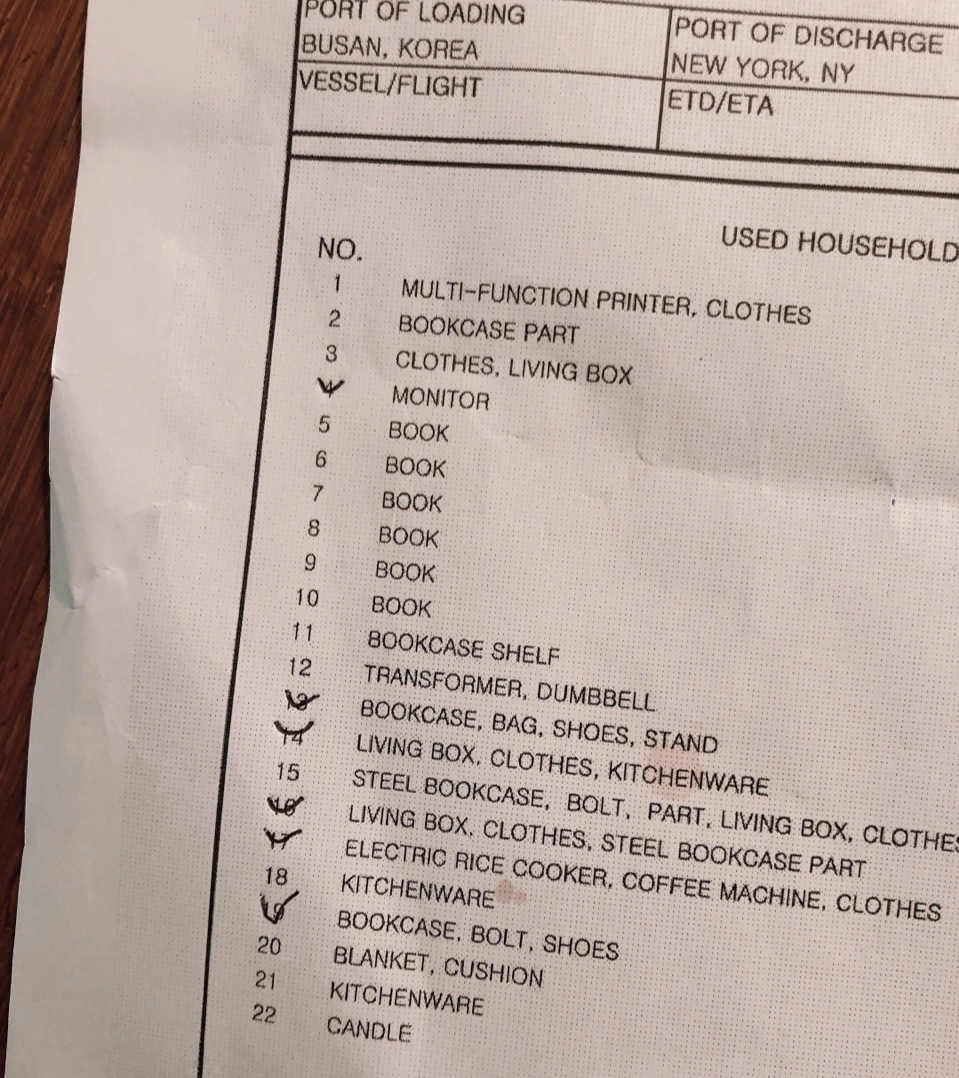 PORT OF LOADING
BUSAN, KOREA
PORT OF DISCHARGE
NEW YORK, NY
VESSEL/FLIGHT
ETD/ETA
USED HOUSEHOLD
NO.
1 MULTI-FUNCTION PRINTER, CLOTHES
2 BOOKCASE PART
3 CLOTHES, LIVING BOX
4 MONITOR
5 BOOK
6 BOOK
7 BOOK
8 BOOK
9 BOOK
10 BOOK
11 BOOKCASE SHELF
12 TRANSFORMER, DUMBBELL
13 BOOKCASE, BAG, SHOES, STAND
14 LIVING BOX, CLOTHES, KITCHENWARE
15 STEEL BOOKCASE, BOLT, PART, LIVING BOX, CLOTHES
16 LIVING BOX, CLOTHES, STEEL BOOKCASE PART
17 ELECTRIC RICE COOKER, COFFEE MACHINE, CLOTHES
18 KITCHENWARE
19 BOOKCASE, BOLT, SHOES
20 BLANKET, CUSHION
21 KITCHENWARE
22 CANDLE